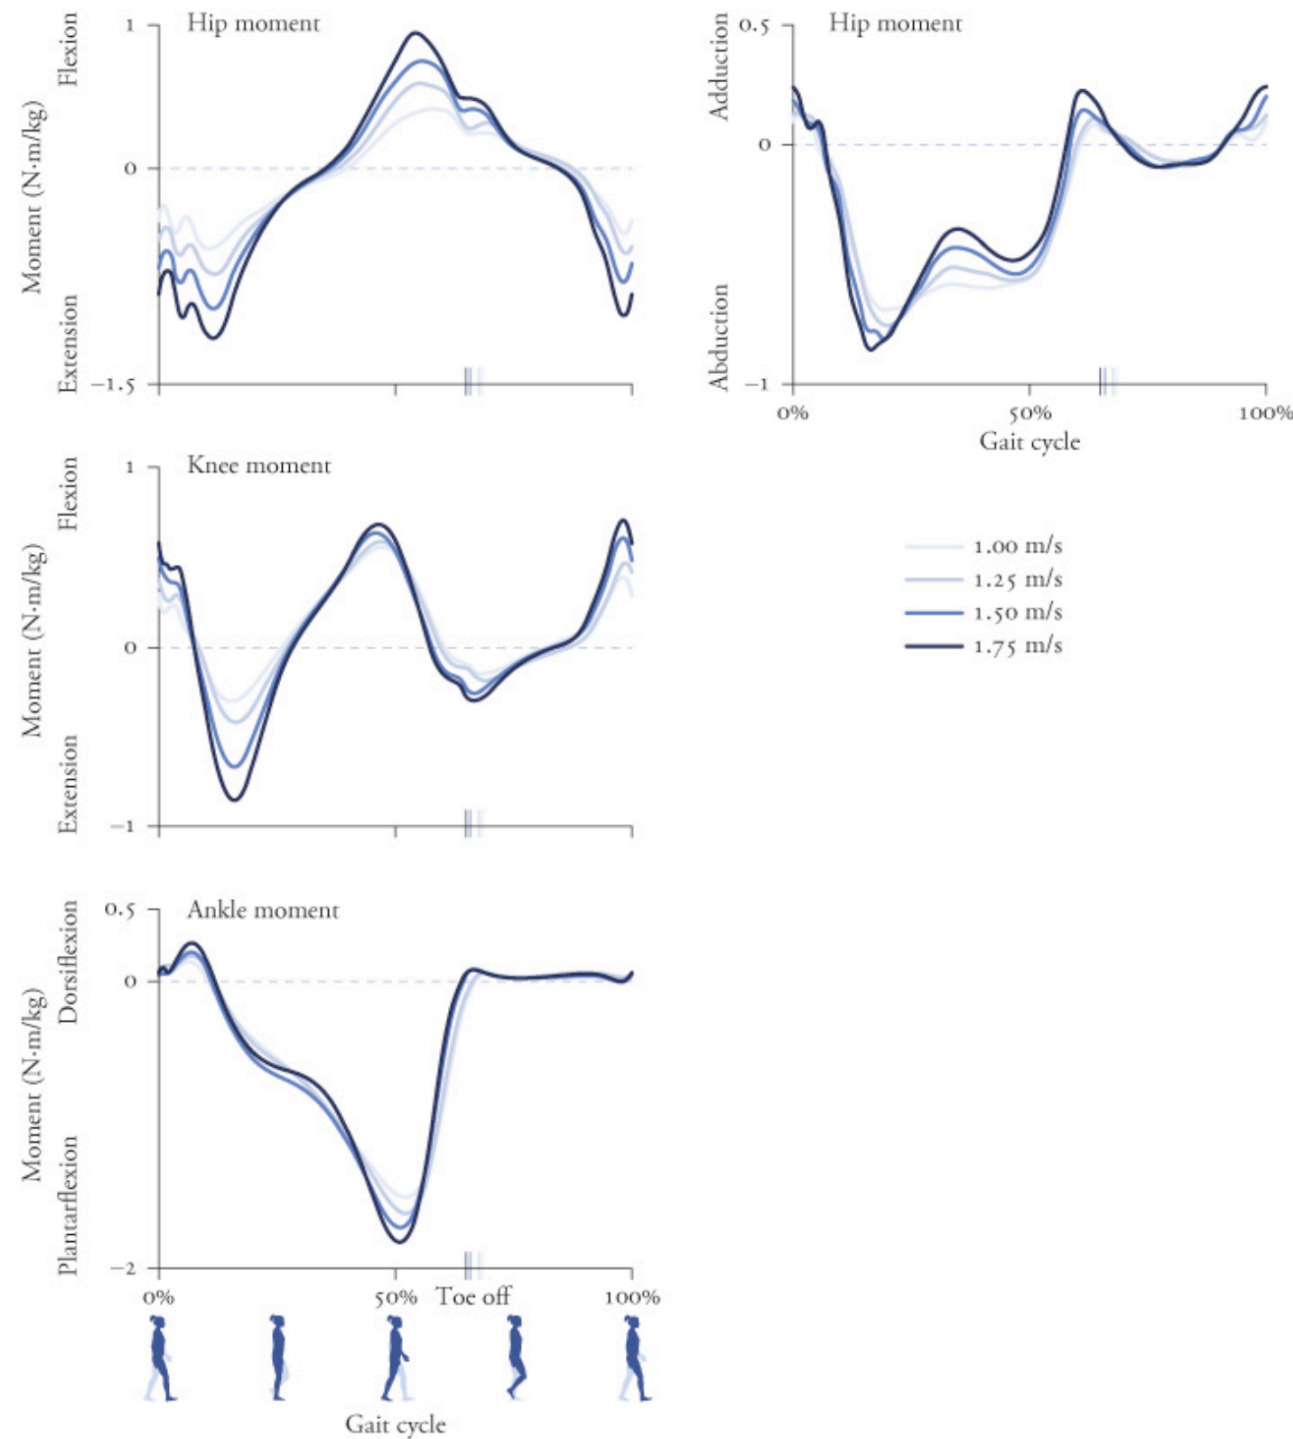 Hip moment
1
0
−1.5
Flexion
Extension
Moment (N·m/kg)
Hip moment
0.5
0
−1
Adduction
Abduction
0%
50%
100%
Gait cycle
Knee moment
1
0
−1
Flexion
Extension
Moment (N·m/kg)
1.00 m/s
1.25 m/s
1.50 m/s
1.75 m/s
Ankle moment
0.5
0
−2
Dorsiflexion
Plantarflexion
Moment (N·m/kg)
0%
50%
Toe off
100%
Gait cycle